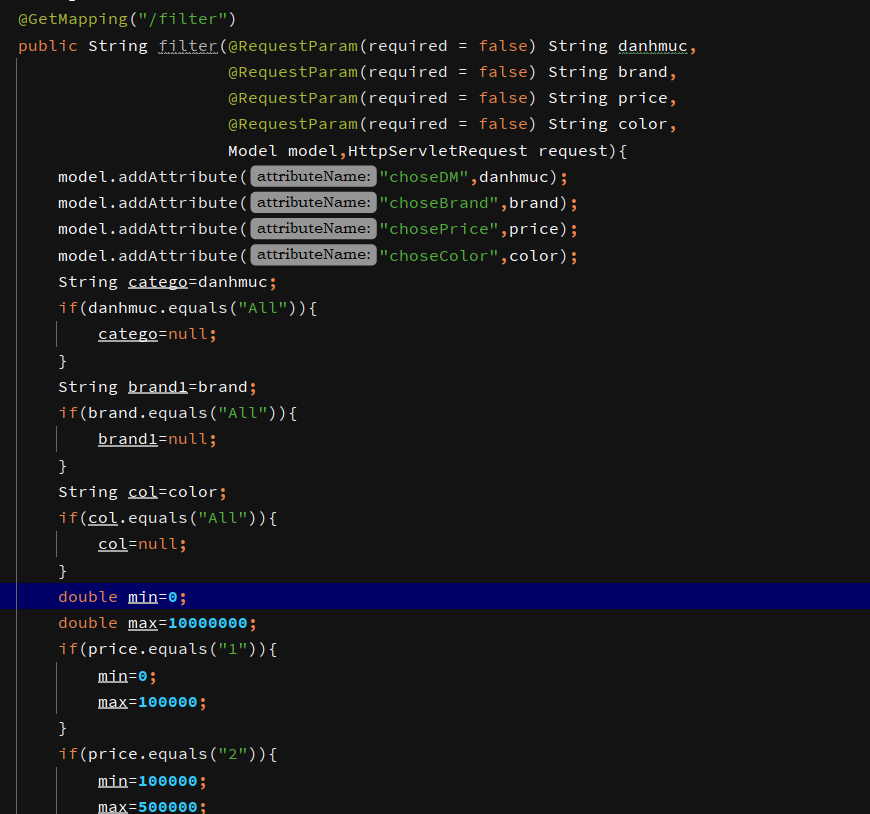 @GetMapping("/filter")
public String filter(@RequestParam(required = false) String danhmuc,
@RequestParam(required = false) String brand,
@RequestParam(required = false) String price,
@RequestParam(required = false) String color,
Model model,HttpServletRequest request){
model.addAttribute( attributeName: "choseDM",danhmuc);
model.addAttribute( attributeName: "choseBrand",brand);
model.addAttribute( attributeName: "chosePrice",price);
model.addAttribute( attributeName: "choseColor",color);
String catego=danhmuc;
if(danhmuc.equals("All")){
catego=null;
}
String brand1=brand;
if(brand.equals("All")){
brand1=null;
}
String col=color;
if(col.equals("All")){
col=null;
}
double min=0;
double max=10000000;
if(price.equals("1")){
min=0;
max=100000;
}
if(price.equals("2")){
min=100000;
max=500000;